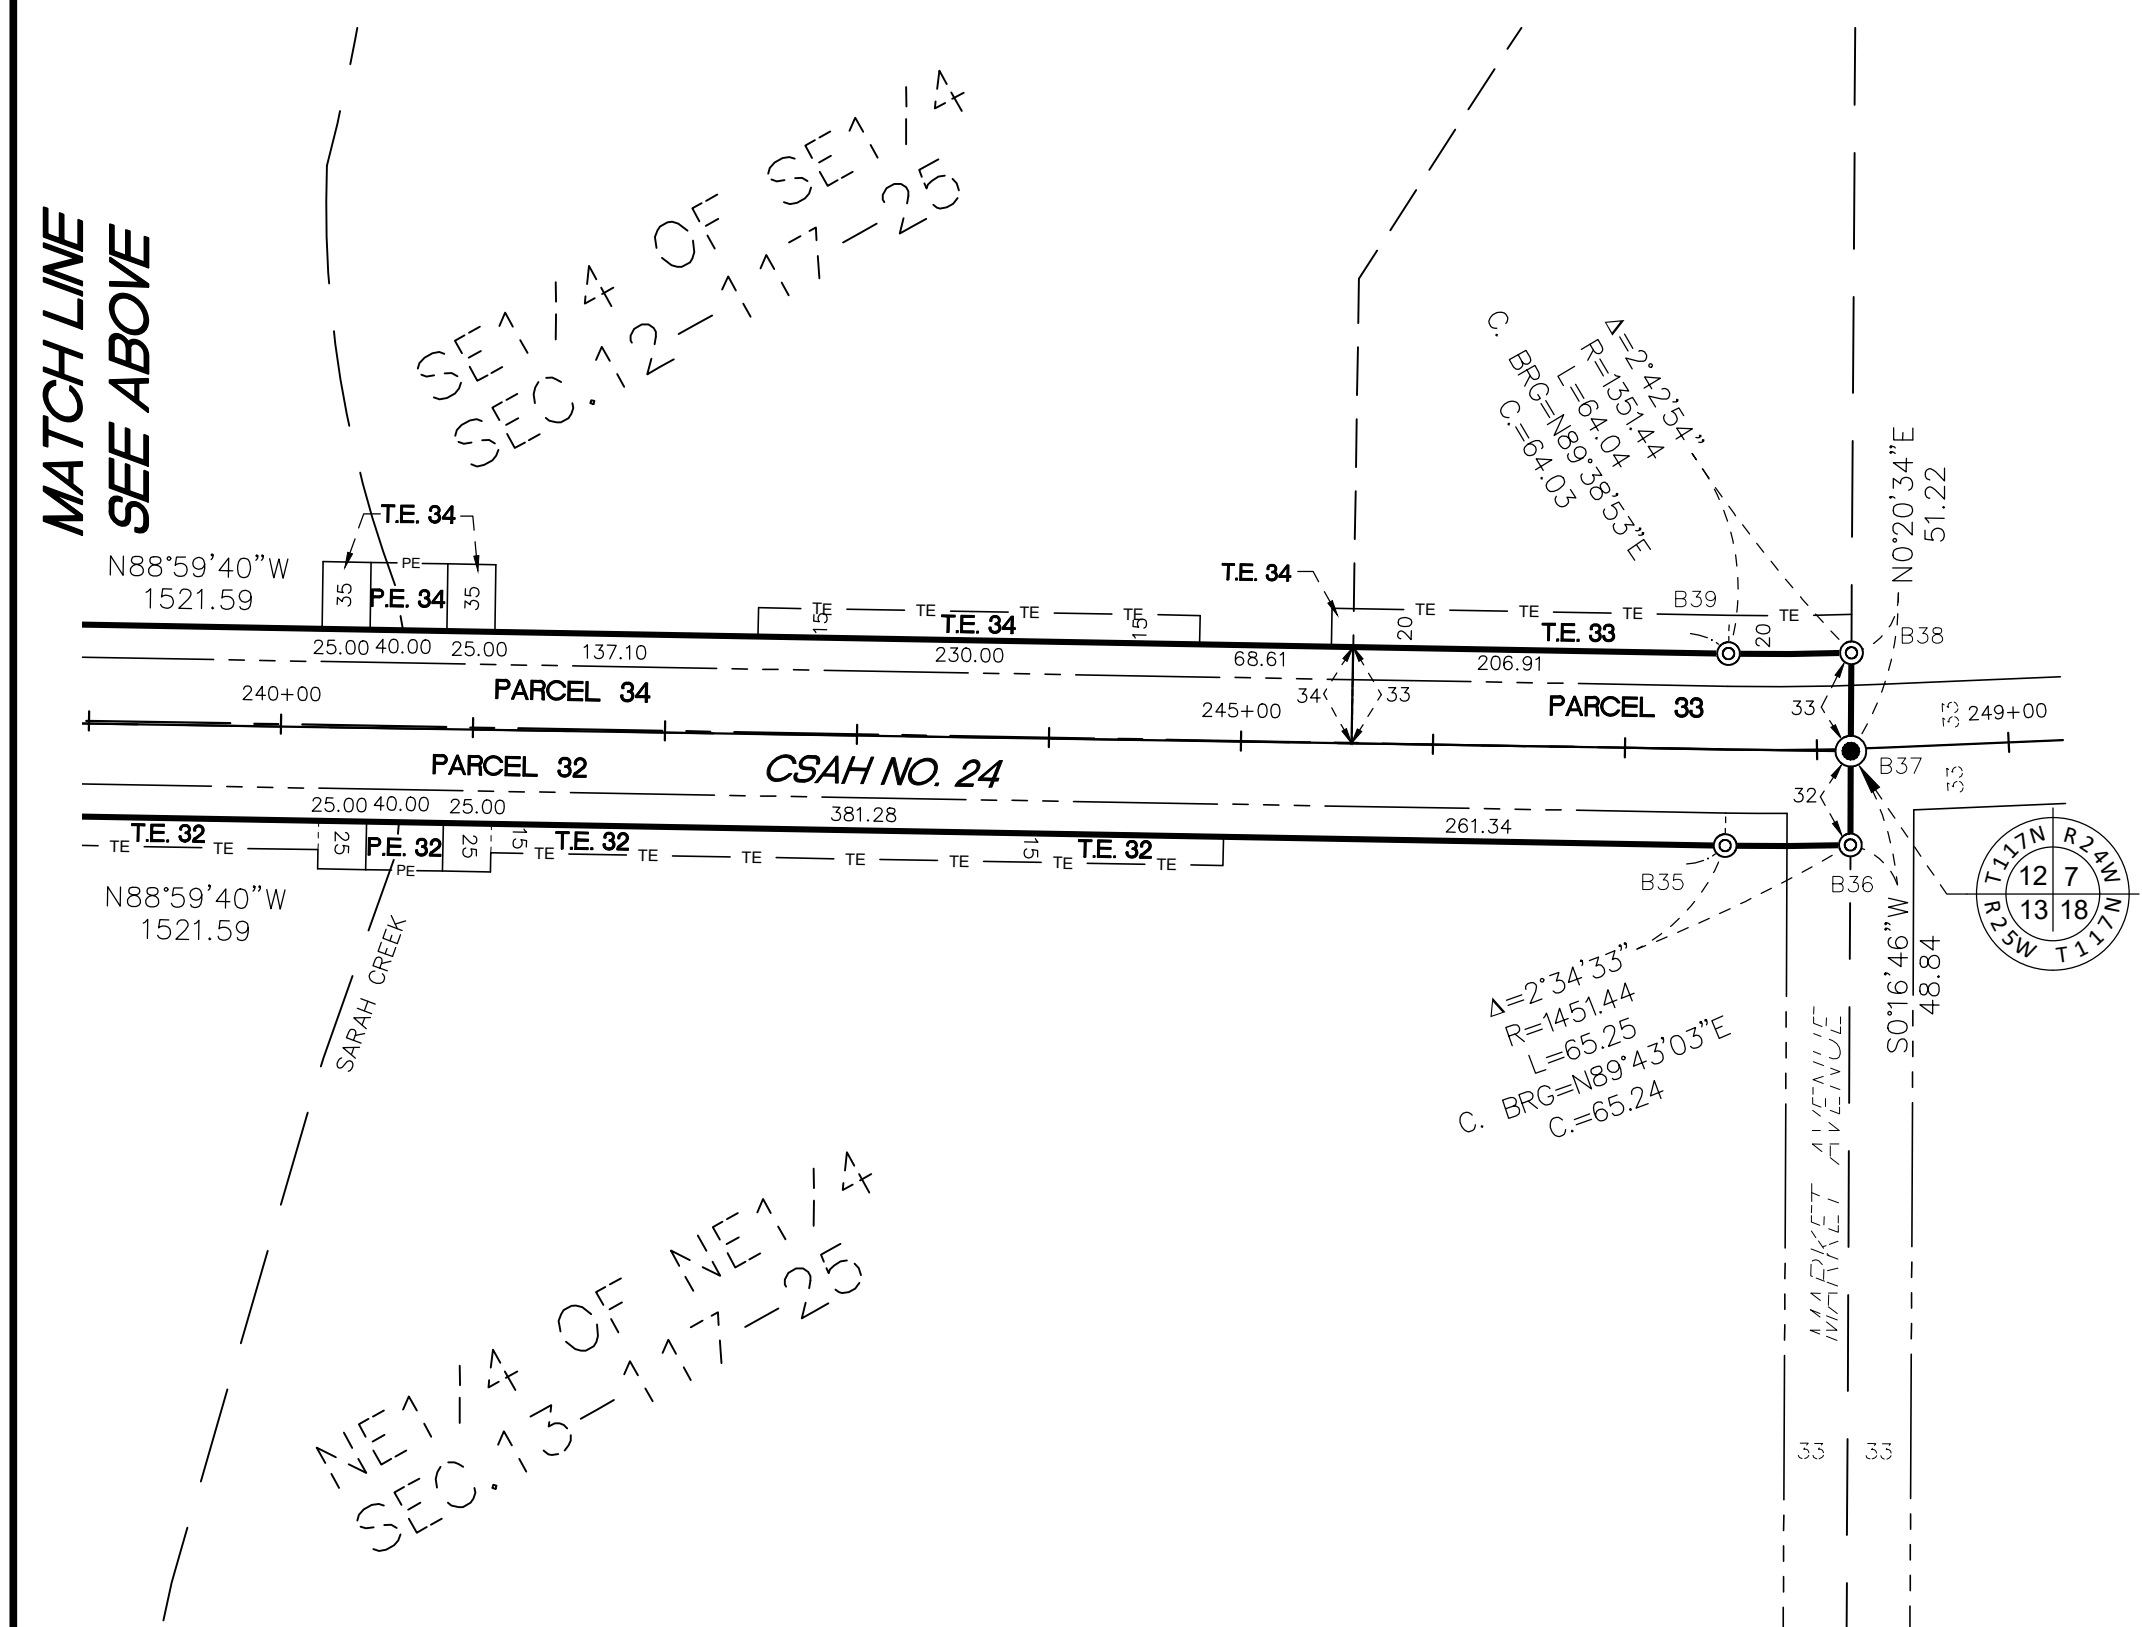 MATCH LINE
SEE ABOVE
SE1/4 OF SE1/4
SEC.12-117-25
Δ=2°42'54"
R=1351.44
L=64.04
C. BRG=N89°38'53"E
C.=64.03
N0°20'34"E
51.22
N88°59'40"W
1521.59
T.E. 34
35
PE
P.E. 34
35
T.E. 34
TE TE TE TE
15
T.E. 34
15
TE TE TE TE
20
T.E. 33
B39
20
B38
25.00 40.00 25.00
137.10
230.00
68.61
206.91
240+00
PARCEL 34
245+00
34
33
PARCEL 33
33
33
249+00
PARCEL 32
CSAH NO. 24
B37
33
32
25.00 40.00 25.00
381.28
261.34
TE T.E. 32 TE
25
P.E. 32
PE
25
15
TE T.E. 32 TE TE TE TE
15
TE T.E. 32 TE
B35
B36
N88°59'40"W
1521.59
SARAH CREEK
T117N R24W
12 7
13 18
R25W T117N
S0°16'46"W
48.84
Δ=2°34'33"
R=1451.44
L=65.25
C. BRG=N89°43'03"E
C.=65.24
MARKET AVENUE
MARKET AVENUE
NE1/4 OF NE1/4
SEC.13-117-25
33 33